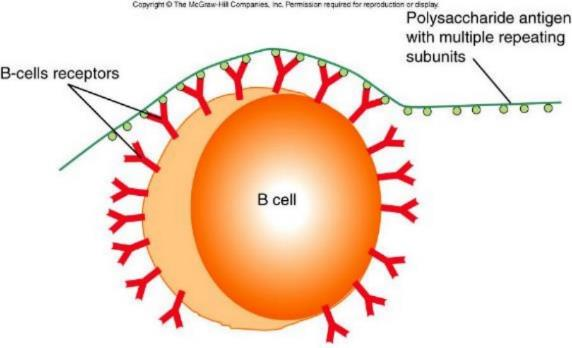 Copyright © The McGraw-Hill Companies, Inc. Permission required for reproduction or display.
Polysaccharide antigen
with multiple repeating
subunits
B-cells receptors
B cell